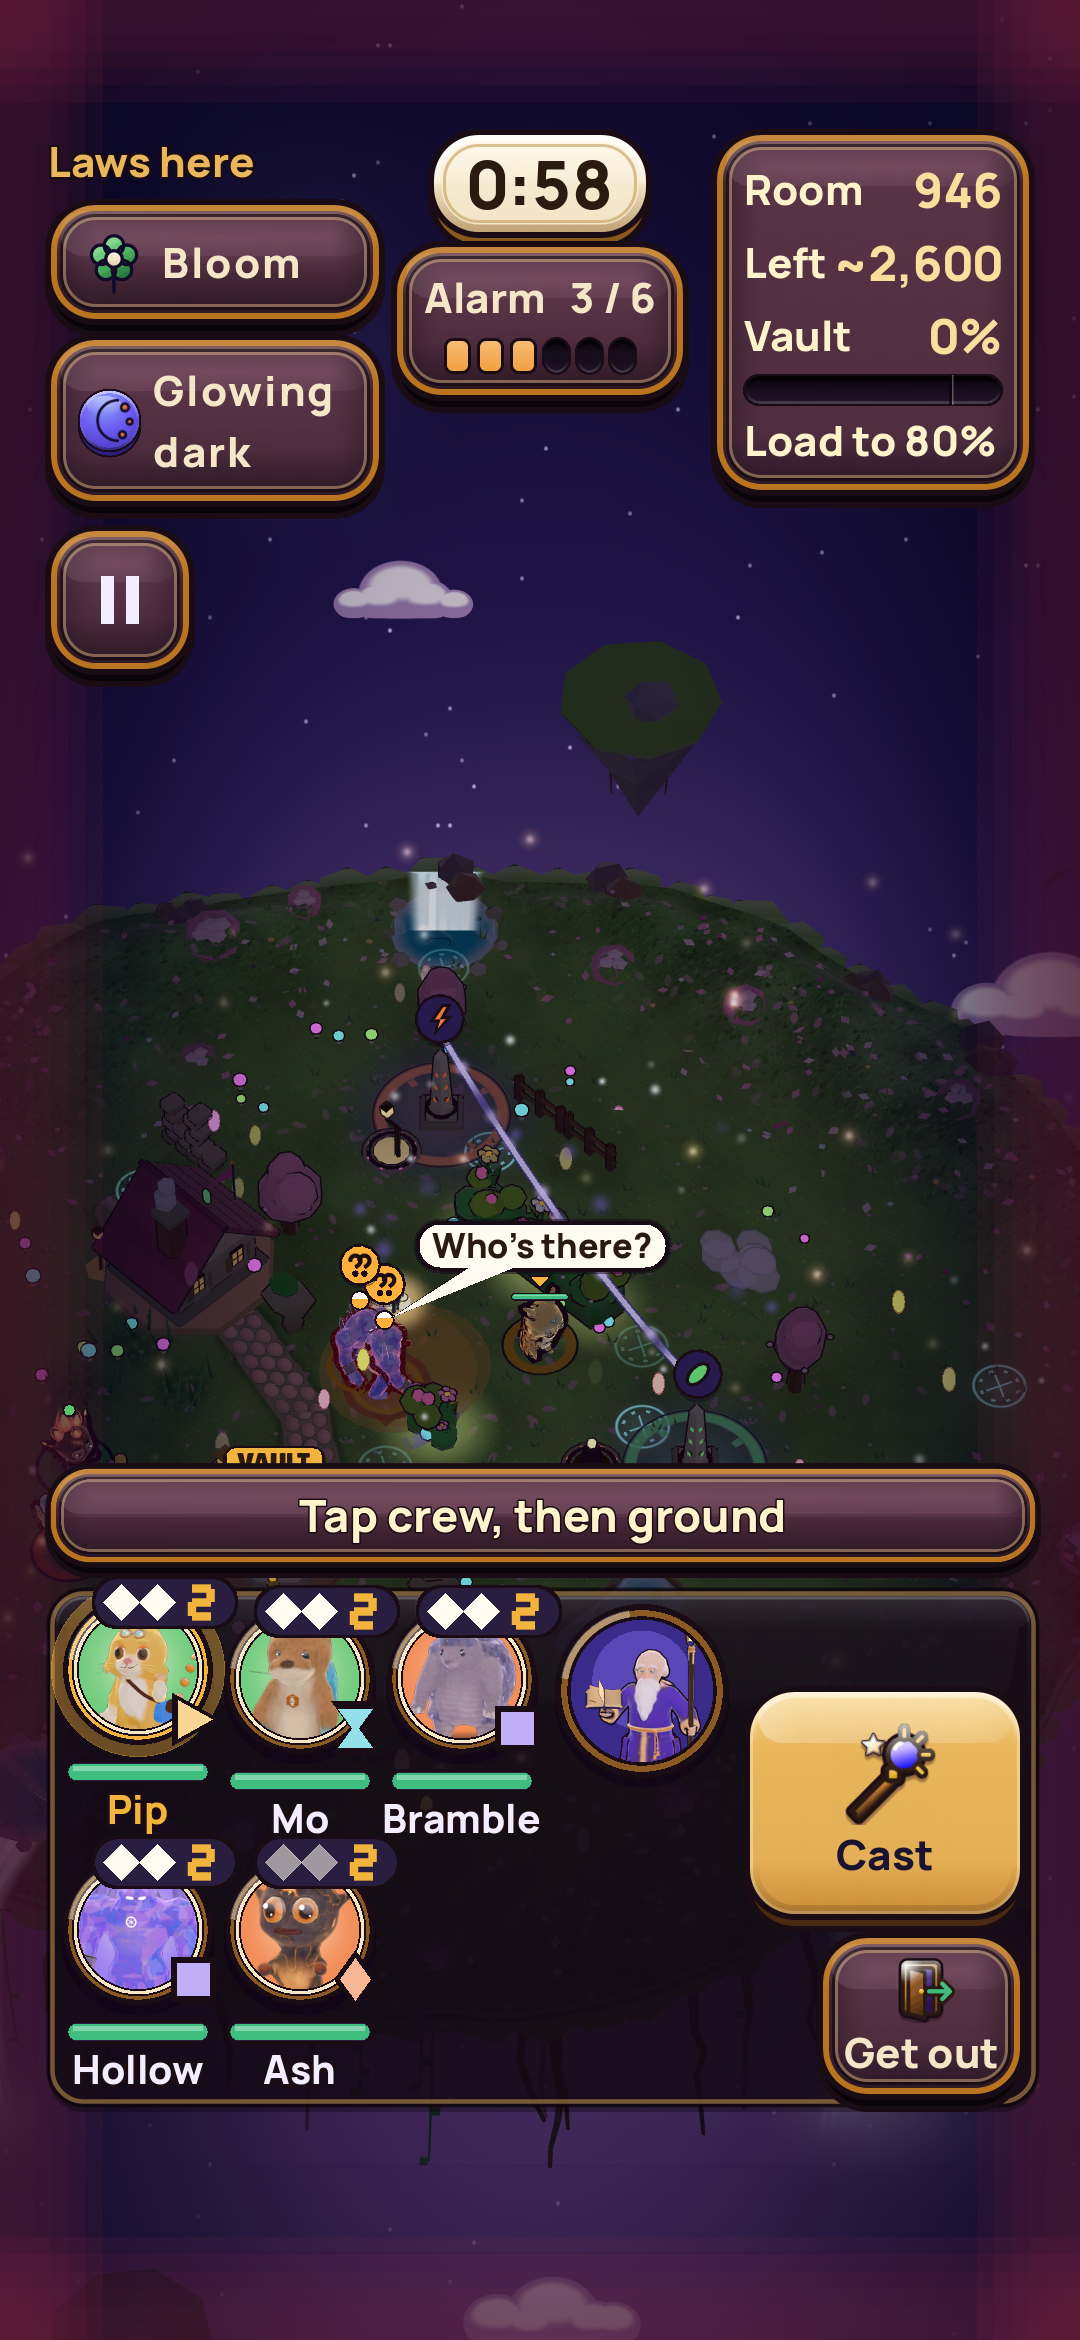 Laws here
Bloom
Glowing
dark
0:58
Alarm 3 / 6
Room 946
Left ~2,600
Vault 0%
Load to 80%
??
??
Who's there?
VAULT
Tap crew, then ground
2
2
2
Pip
Mo
Bramble
2
2
Hollow
Ash
Cast
Get out